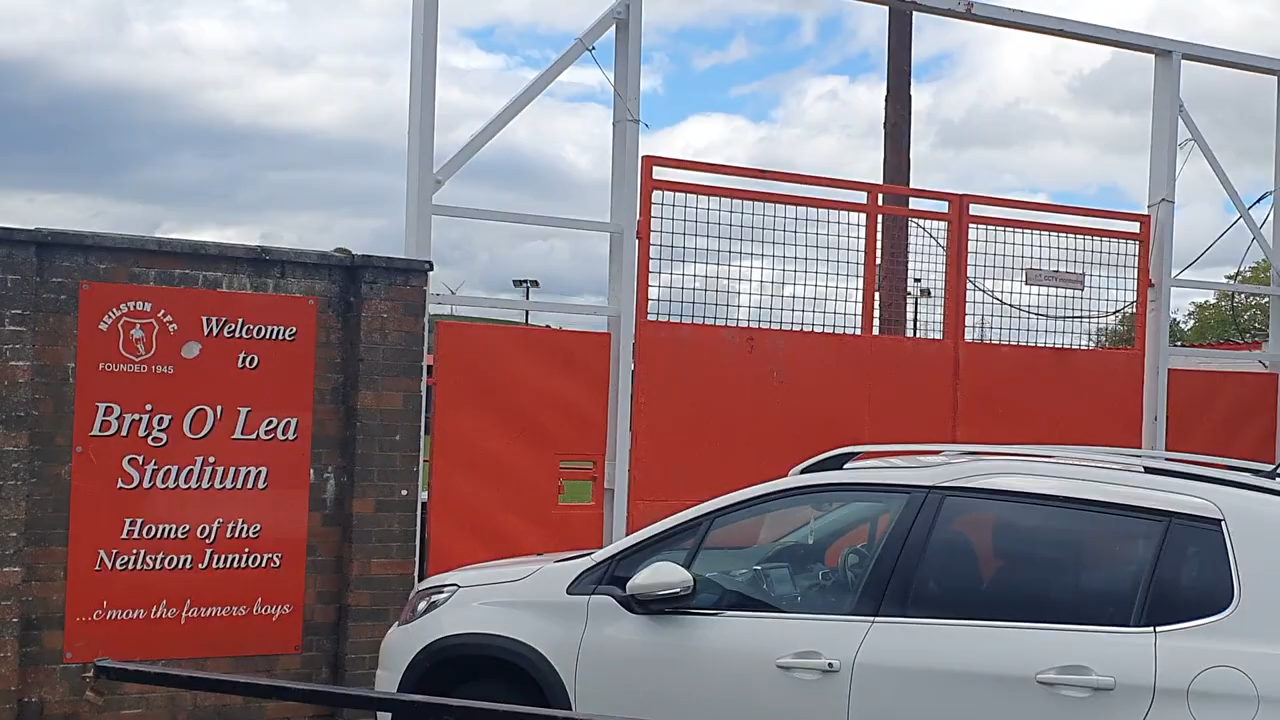 NEILSTON J.F.C.
FOUNDED 1945
Welcome
to
Brig O' Lea
Stadium
Home of the
Neilston Juniors
...c'mon the farmers boys
CCTV